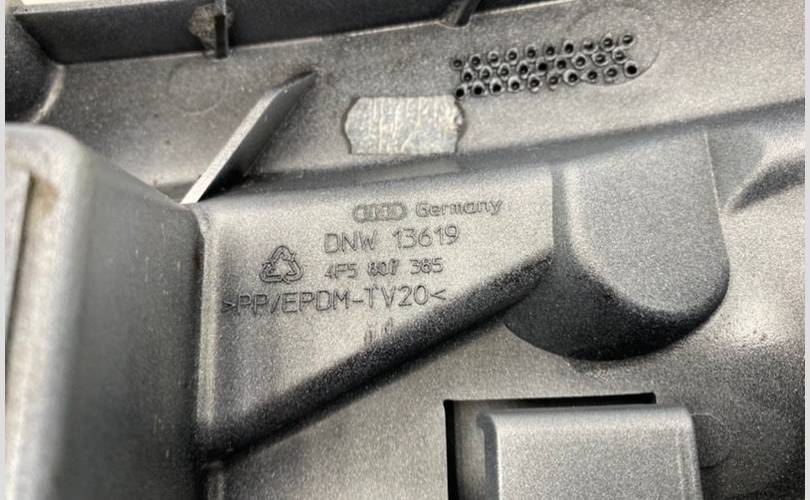 Germany
DNW 13619
4F5 807 385
>PP/EPDM-TV20<